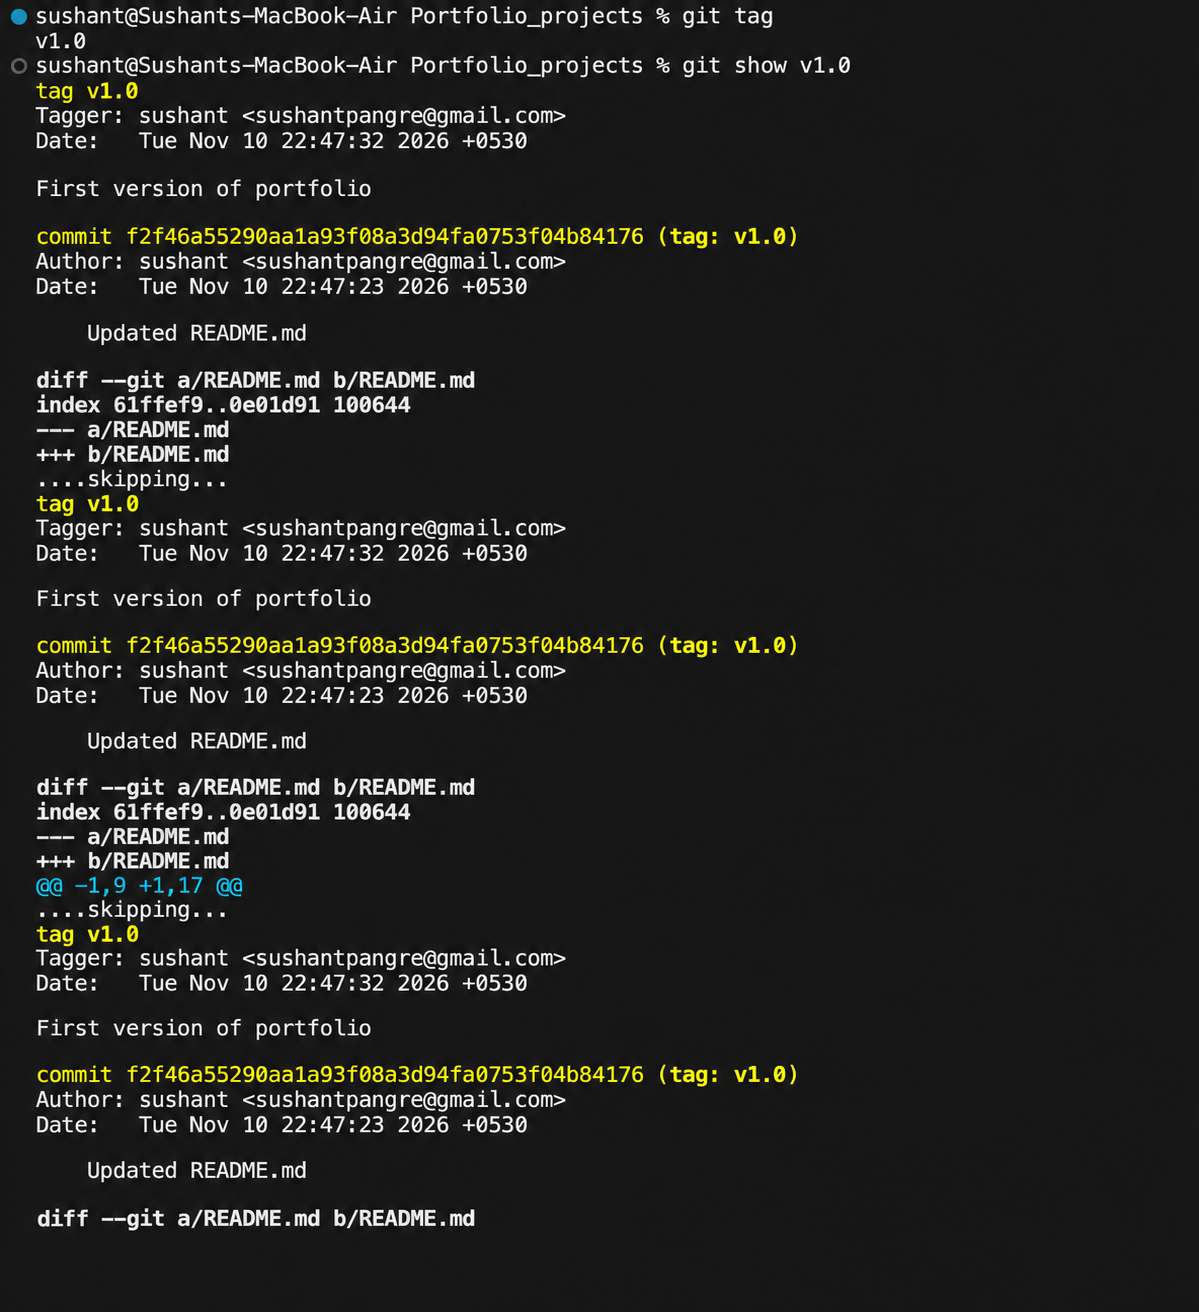 sushant@Sushants-MacBook-Air Portfolio_projects % git tag
v1.0
sushant@Sushants-MacBook-Air Portfolio_projects % git show v1.0
tag v1.0
Tagger: sushant <sushantpangre@gmail.com>
Date:   Tue Nov 10 22:47:32 2026 +0530

First version of portfolio

commit f2f46a55290aa1a93f08a3d94fa0753f04b84176 (tag: v1.0)
Author: sushant <sushantpangre@gmail.com>
Date:   Tue Nov 10 22:47:23 2026 +0530

    Updated README.md

diff --git a/README.md b/README.md
index 61ffef9..0e01d91 100644
--- a/README.md
+++ b/README.md
....skipping...
tag v1.0
Tagger: sushant <sushantpangre@gmail.com>
Date:   Tue Nov 10 22:47:32 2026 +0530

First version of portfolio

commit f2f46a55290aa1a93f08a3d94fa0753f04b84176 (tag: v1.0)
Author: sushant <sushantpangre@gmail.com>
Date:   Tue Nov 10 22:47:23 2026 +0530

    Updated README.md

diff --git a/README.md b/README.md
index 61ffef9..0e01d91 100644
--- a/README.md
+++ b/README.md
@@ -1,9 +1,17 @@
....skipping...
tag v1.0
Tagger: sushant <sushantpangre@gmail.com>
Date:   Tue Nov 10 22:47:32 2026 +0530

First version of portfolio

commit f2f46a55290aa1a93f08a3d94fa0753f04b84176 (tag: v1.0)
Author: sushant <sushantpangre@gmail.com>
Date:   Tue Nov 10 22:47:23 2026 +0530

    Updated README.md

diff --git a/README.md b/README.md